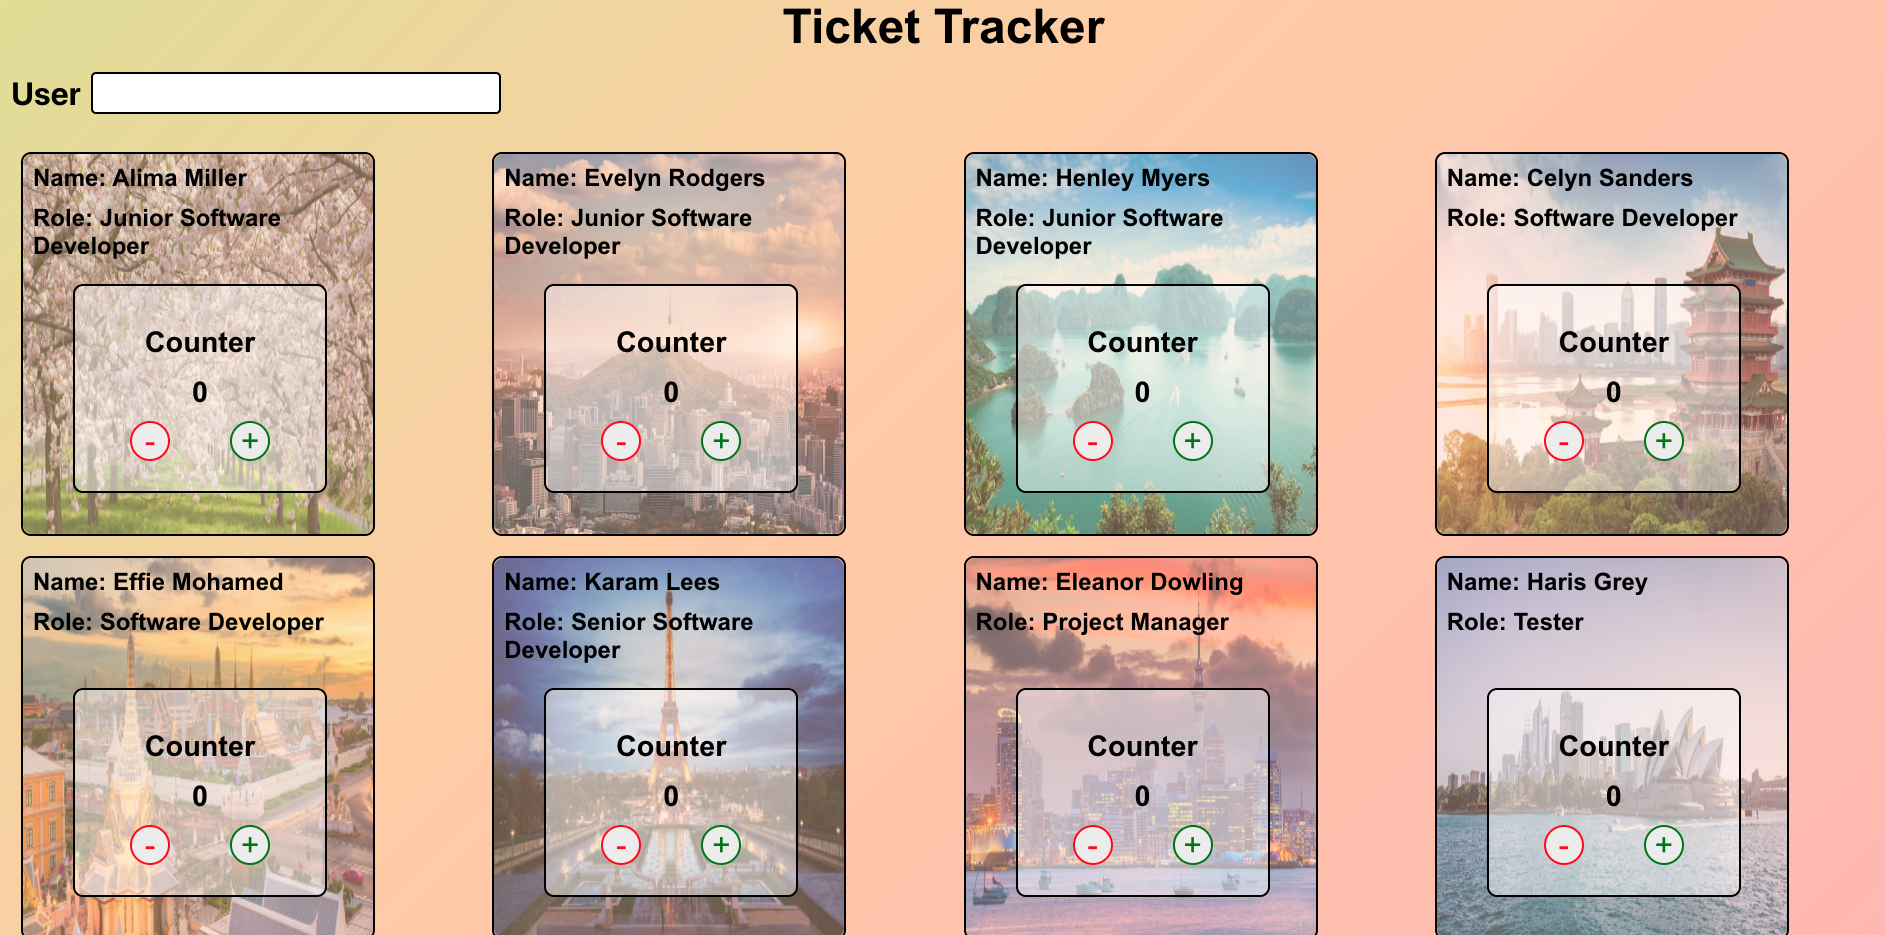 Ticket Tracker
User
Name: Alima Miller
Role: Junior Software
Developer
Counter
0
- +
Name: Evelyn Rodgers
Role: Junior Software
Developer
Counter
0
- +
Name: Henley Myers
Role: Junior Software
Developer
Counter
0
- +
Name: Celyn Sanders
Role: Software Developer
Counter
0
- +
Name: Effie Mohamed
Role: Software Developer
Counter
0
- +
Name: Karam Lees
Role: Senior Software
Developer
Counter
0
- +
Name: Eleanor Dowling
Role: Project Manager
Counter
0
- +
Name: Haris Grey
Role: Tester
Counter
0
- +